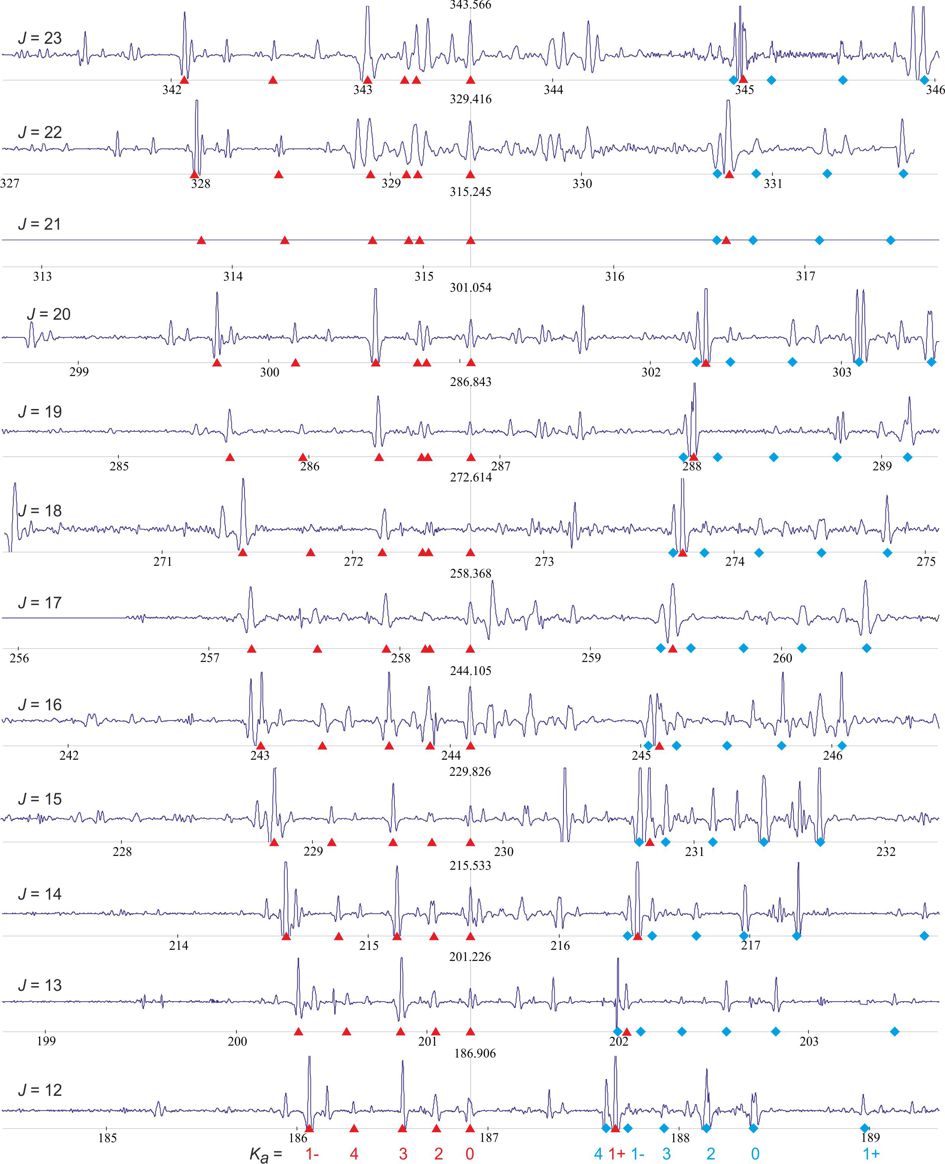 343.566
J = 23
342 343 344 345 346
329.416
J = 22
327 328 329 330 331
315.245
J = 21
313 314 315 316 317
301.054
J = 20
299 300 302 303
286.843
J = 19
285 286 287 288 289
272.614
J = 18
271 272 273 274 275
258.368
J = 17
256 257 258 259 260
244.105
J = 16
242 243 244 245 246
229.826
J = 15
228 229 230 231 232
215.533
J = 14
214 215 216 217
201.226
J = 13
199 200 201 202 203
186.906
J = 12
185 186 187 188 189
Ka = 1- 4 3 2 0 4 1+ 1- 3 2 0 1+